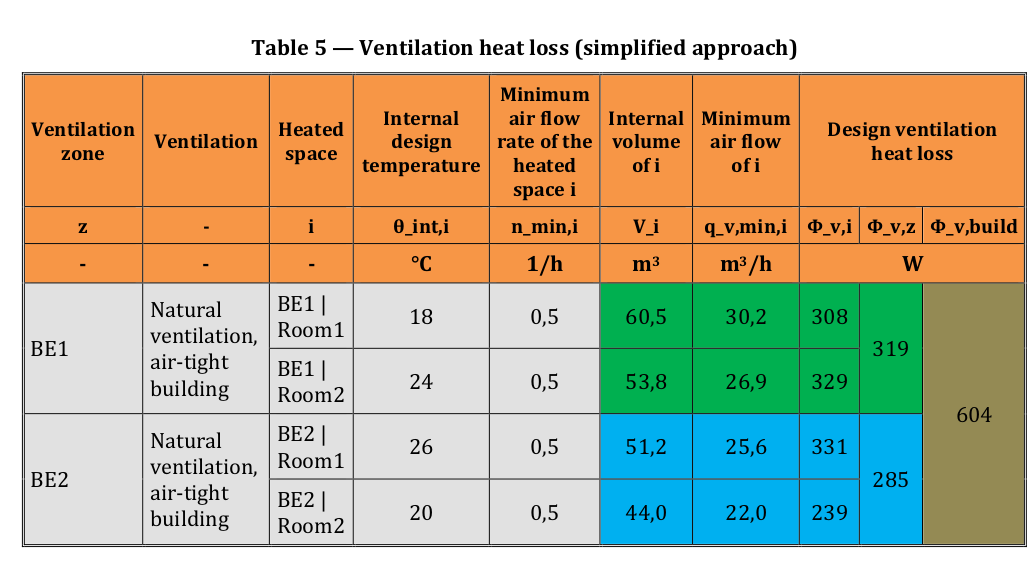 Table 5 — Ventilation heat loss (simplified approach)
Ventilation zone | Ventilation | Heated space | Internal design temperature | Minimum air flow rate of the heated space i | Internal volume of i | Minimum air flow of i | Design ventilation heat loss
z | - | i | θ_int,i | n_min,i | V_i | q_v,min,i | Φ_v,i | Φ_v,z | Φ_v,build
- | - | - | °C | 1/h | m³ | m³/h | W
BE1 | Natural ventilation, air-tight building | BE1 | Room1 | 18 | 0,5 | 60,5 | 30,2 | 308 | 319 | 604
BE1 | Room2 | 24 | 0,5 | 53,8 | 26,9 | 329
BE2 | Natural ventilation, air-tight building | BE2 | Room1 | 26 | 0,5 | 51,2 | 25,6 | 331 | 285
BE2 | Room2 | 20 | 0,5 | 44,0 | 22,0 | 239